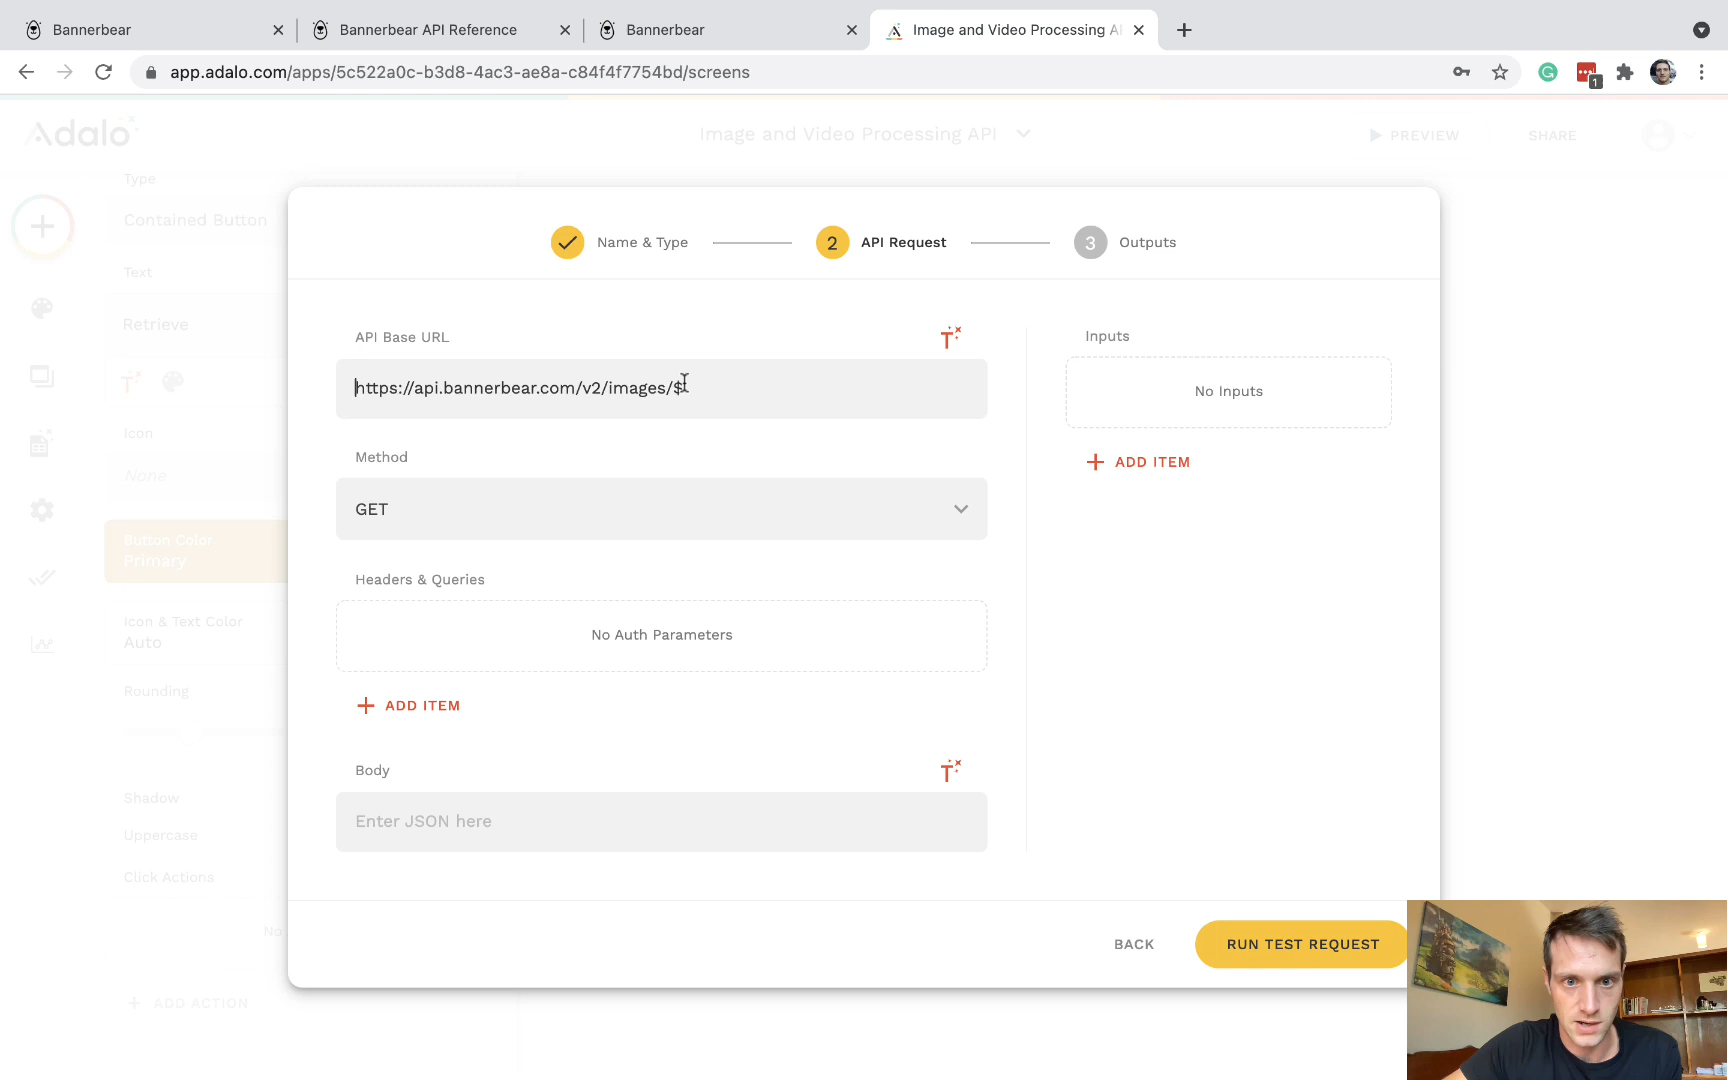 Bannerbear
Bannerbear API Reference
Bannerbear
Image and Video Processing A
app.adalo.com/apps/5c522a0c-b3d8-4ac3-ae8a-c84f4f7754bd/screens
1
Adalo
Image and Video Processing API
PREVIEW
SHARE
Type
Contained Button
Text
Retrieve
Icon
None
Button Color
Primary
Icon & Text Color
Auto
Rounding
Shadow
Uppercase
Click Actions
No
ADD ACTION
Name & Type
2 API Request
3 Outputs
API Base URL
https://api.bannerbear.com/v2/images/$
Method
GET
Headers & Queries
No Auth Parameters
ADD ITEM
Body
Enter JSON here
Inputs
No Inputs
ADD ITEM
BACK
RUN TEST REQUEST